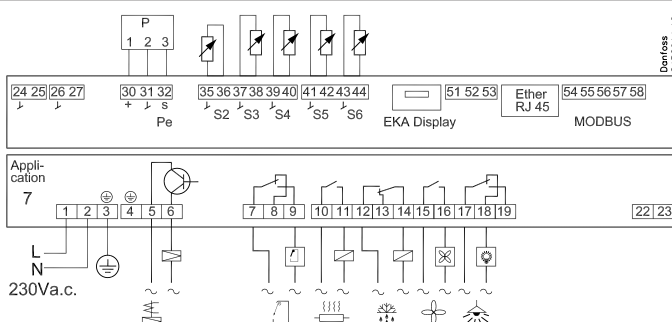 P
1 2 3
Danfoss
24 25 26 27 30 31 32 35 36 37 38 39 40 41 42 43 44 51 52 53 Ether RJ 45 54 55 56 57 58
+ s S2 S3 S4 S5 S6 EKA Display MODBUS
Pe
Appli-
cation
7
1 2 3 4 5 6 7 8 9 10 11 12 13 14 15 16 17 18 19 22 23
L
N
230Va.c.